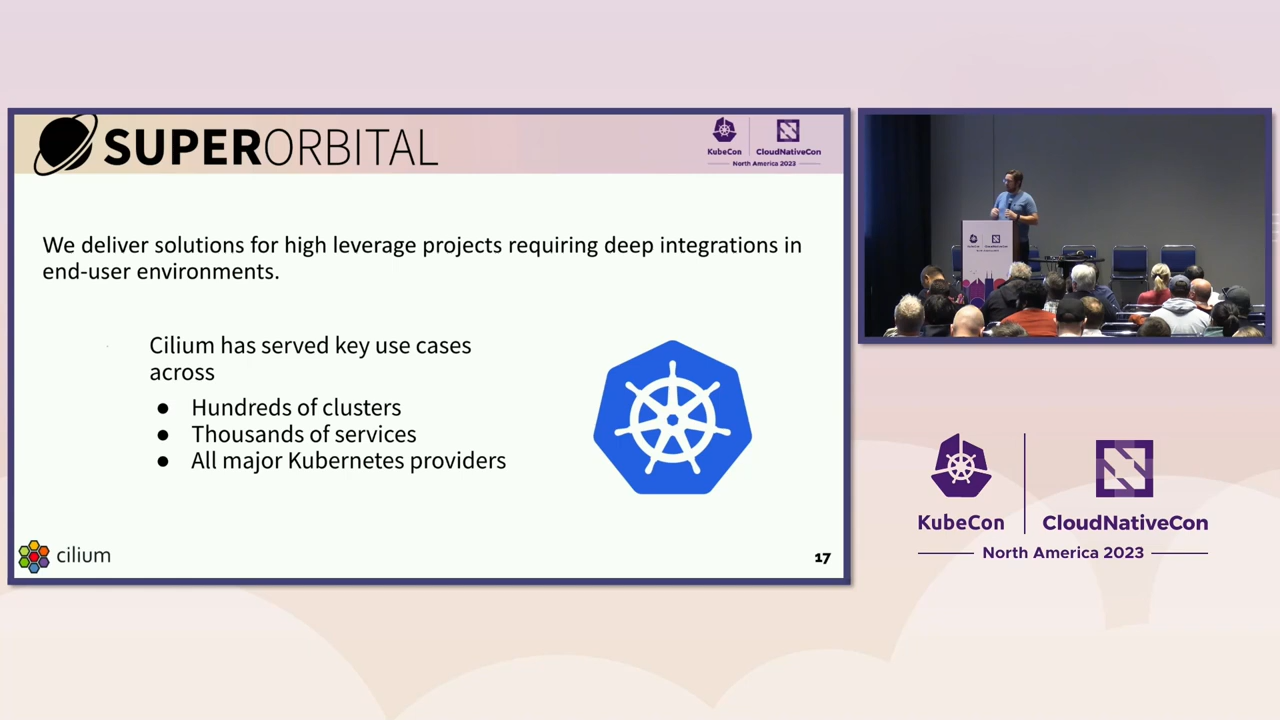 SUPERORBITAL
KubeCon
CloudNativeCon
North America 2023
We deliver solutions for high leverage projects requiring deep integrations in
end-user environments.
Cilium has served key use cases
across
● Hundreds of clusters
● Thousands of services
● All major Kubernetes providers
cilium
17
KubeCon
CloudNativeCon
North America 2023